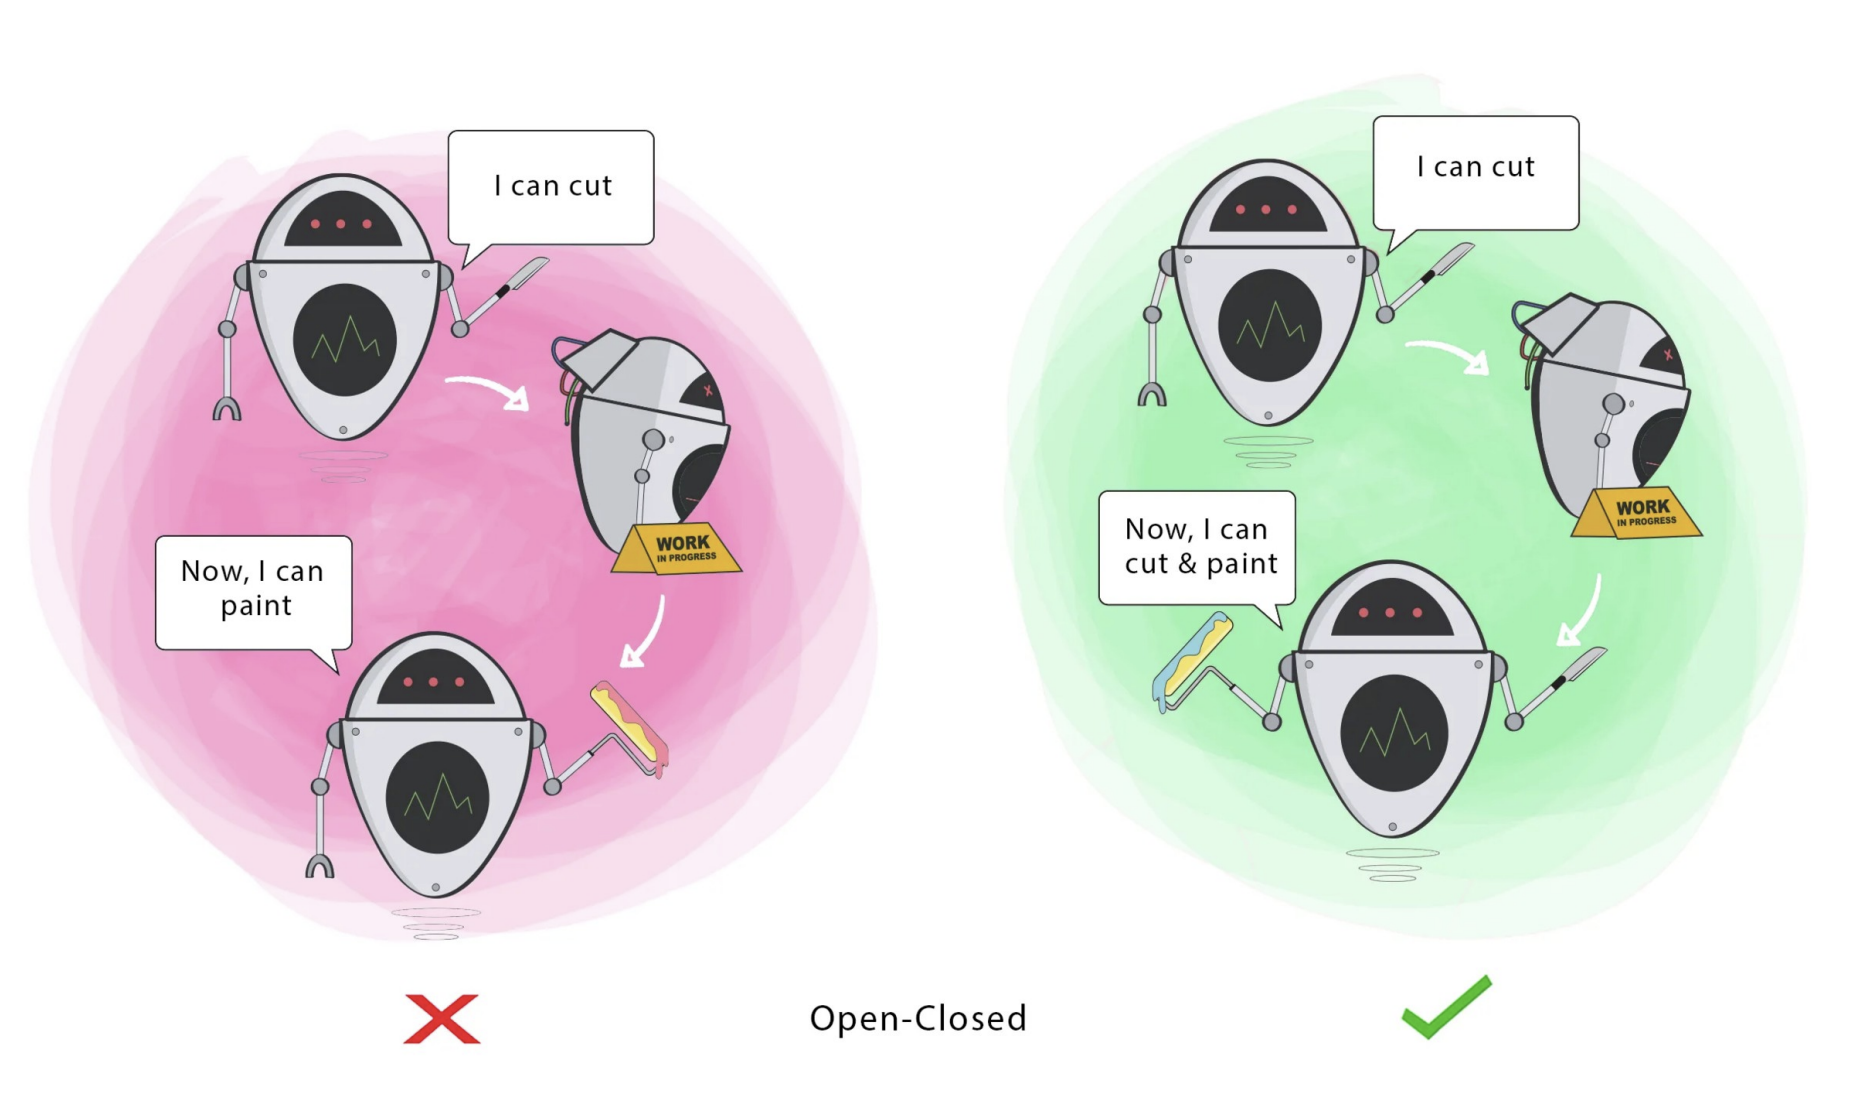 I can cut
WORK
IN PROGRESS
Now, I can
paint
I can cut
WORK
IN PROGRESS
Now, I can
cut & paint
Open-Closed